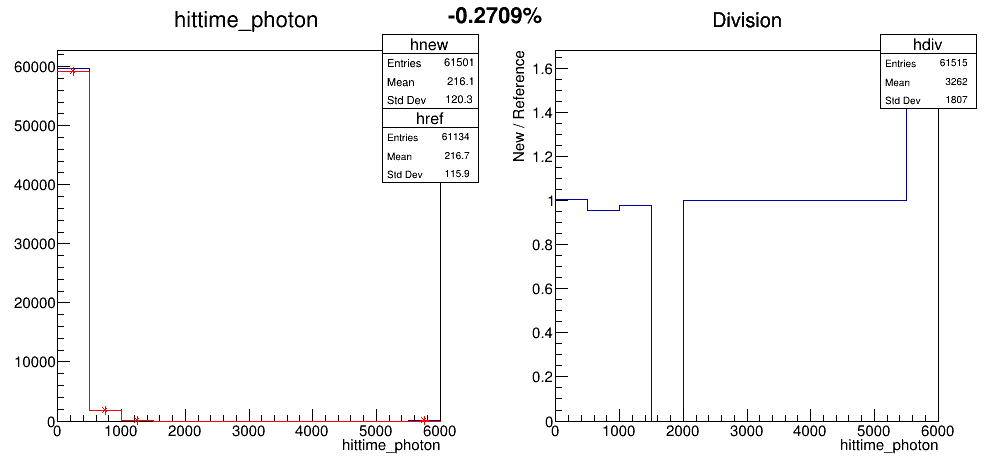 -0.2709%
hittime_photon
hnew
Entries 61501
Mean 216.1
Std Dev 120.3
href
Entries 61134
Mean 216.7
Std Dev 115.9
60000
50000
40000
30000
20000
10000
0
0 1000 2000 3000 4000 5000 6000
hittime_photon
Division
hdiv
Entries 61515
Mean 3262
Std Dev 1807
New / Reference
1.6
1.4
1.2
1
0.8
0.6
0.4
0.2
0
0 1000 2000 3000 4000 5000 6000
hittime_photon